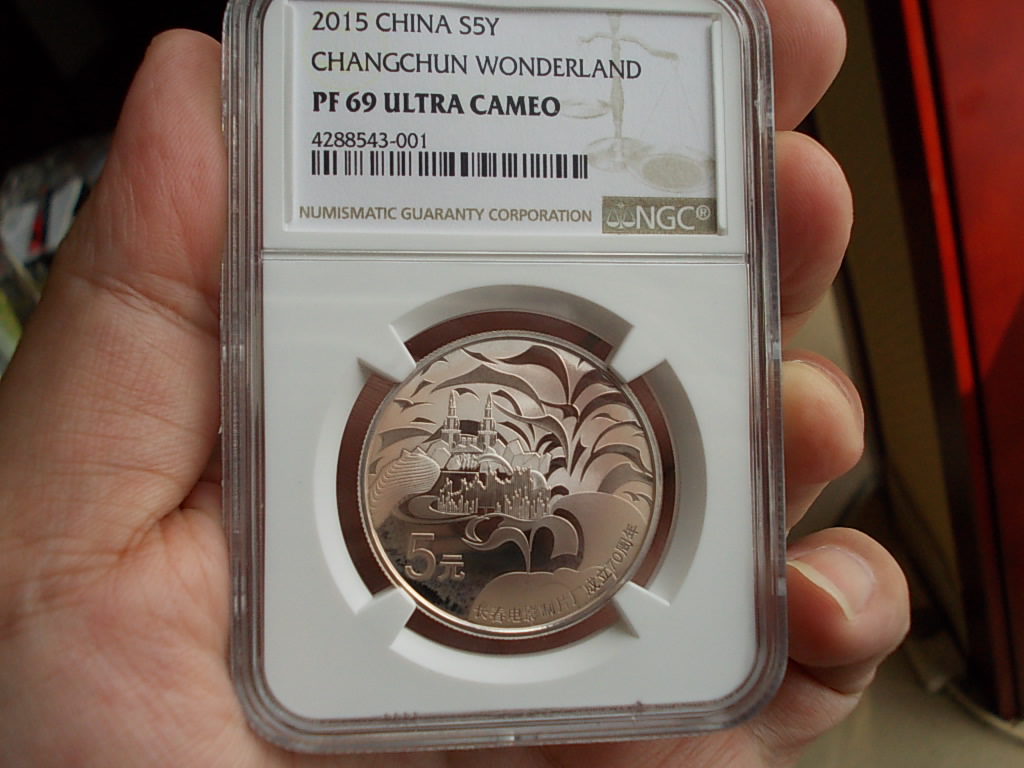 2015 CHINA S5Y
CHANGCHUN WONDERLAND
PF 69 ULTRA CAMEO
4288543-001
NUMISMATIC GUARANTY CORPORATION
NGC®
5元
长春电影制片厂成立70周年